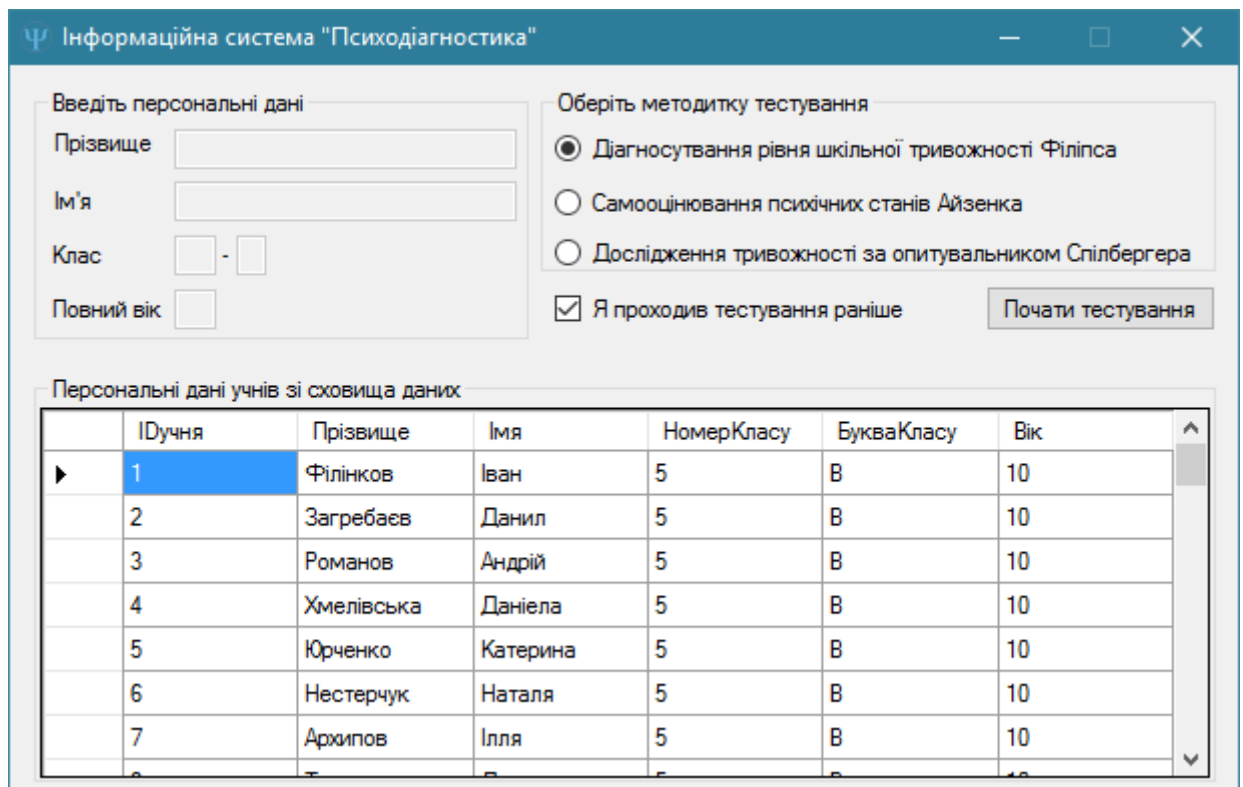 Ψ Інформаційна система "Психодіагностика"
Введіть персональні дані
Прізвище
Ім'я
Клас -
Повний вік
Оберіть методитку тестування
Діагносутвання рівня шкільної тривожності Філіпса
Самооцінювання психічних станів Айзенка
Дослідження тривожності за опитувальником Спілбергера
Я проходив тестування раніше Почати тестування
Персональні дані учнів зі сховища даних
IDучня Прізвище Імя НомерКласу БукваКласу Вік
1 Філінков Іван 5 В 10
2 Загребаєв Данил 5 В 10
3 Романов Андрій 5 В 10
4 Хмелівська Даніела 5 В 10
5 Юрченко Катерина 5 В 10
6 Нестерчук Наталя 5 В 10
7 Архипов Ілля 5 В 10